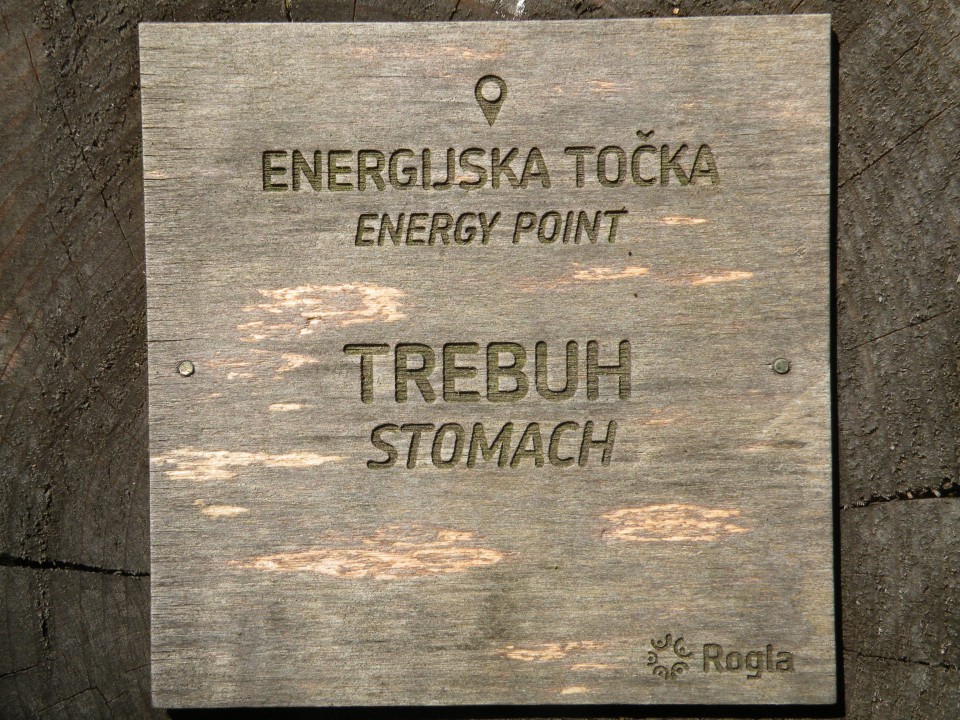 ENERGIJSKA TOČKA
ENERGY POINT
TREBUH
STOMACH
Rogla